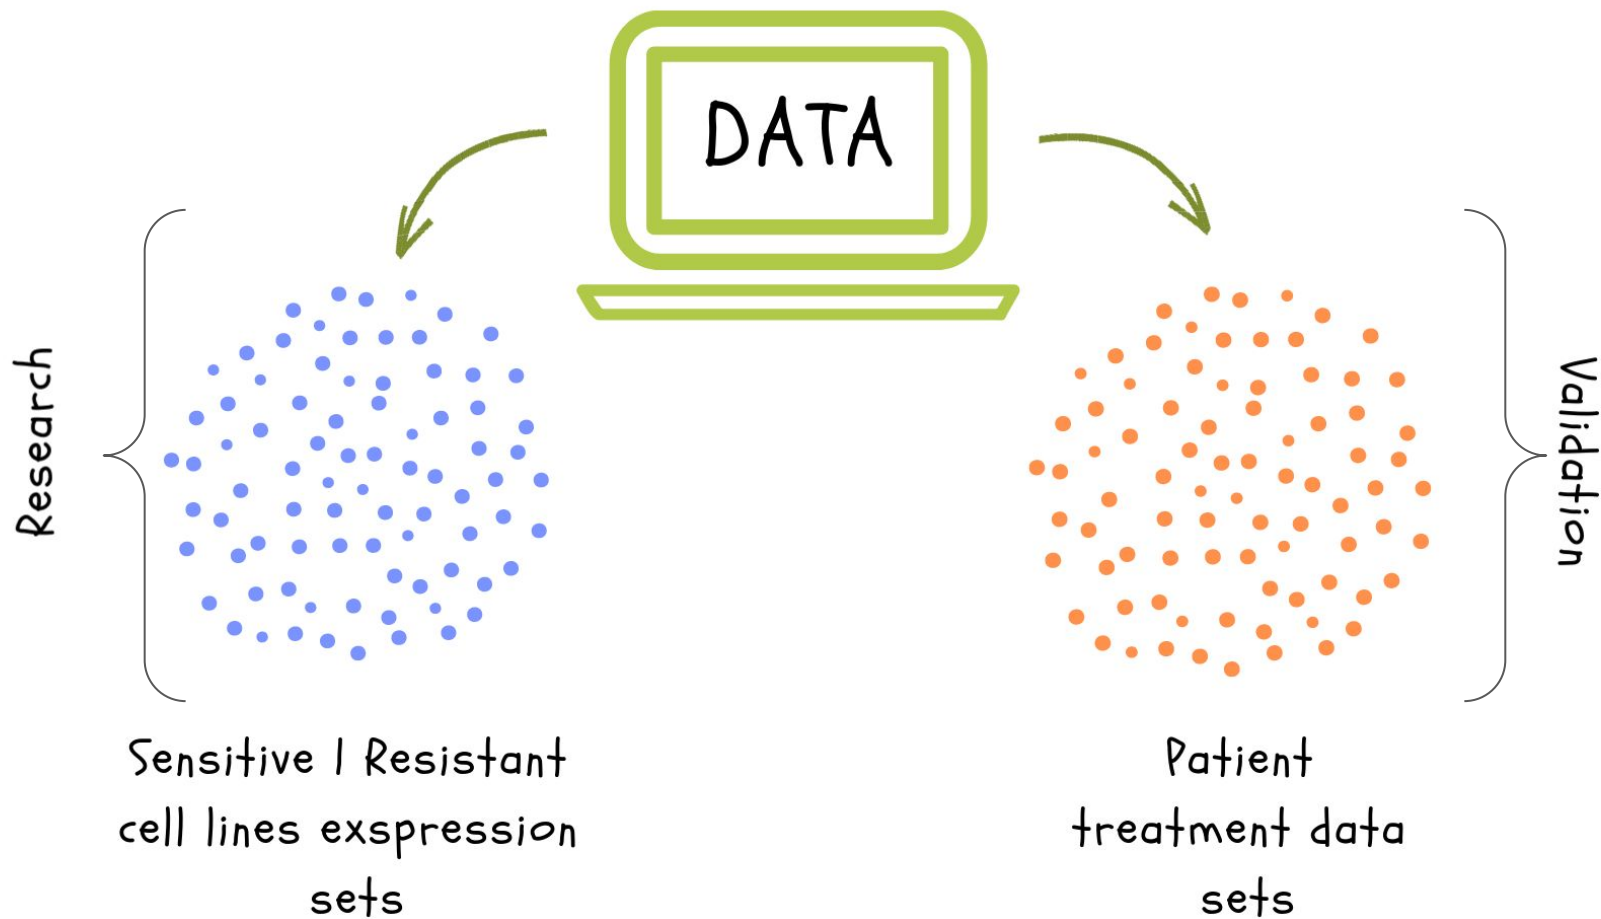 DATA
Research
Validation
Sensitive | Resistant
cell lines exspression
sets
Patient
treatment data
sets